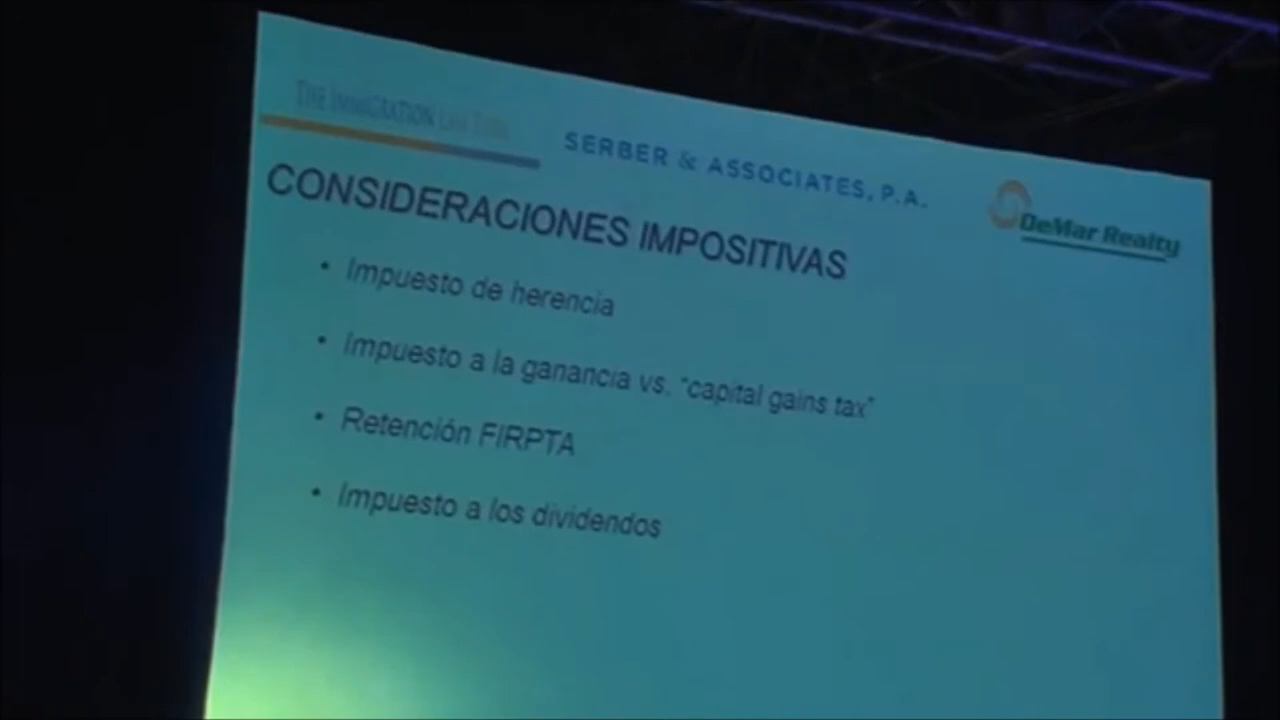 THE IMMIGRATION LAW
SERBER & ASSOCIATES, P.A.
DeMar Realty
CONSIDERACIONES IMPOSITIVAS
• Impuesto de herencia
• Impuesto a la ganancia vs. "capital gains tax"
• Retención FIRPTA
• Impuesto a los dividendos